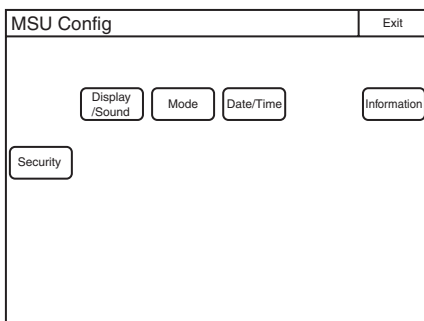 MSU Config Exit
Display
/Sound
Mode Date/Time Information
Security